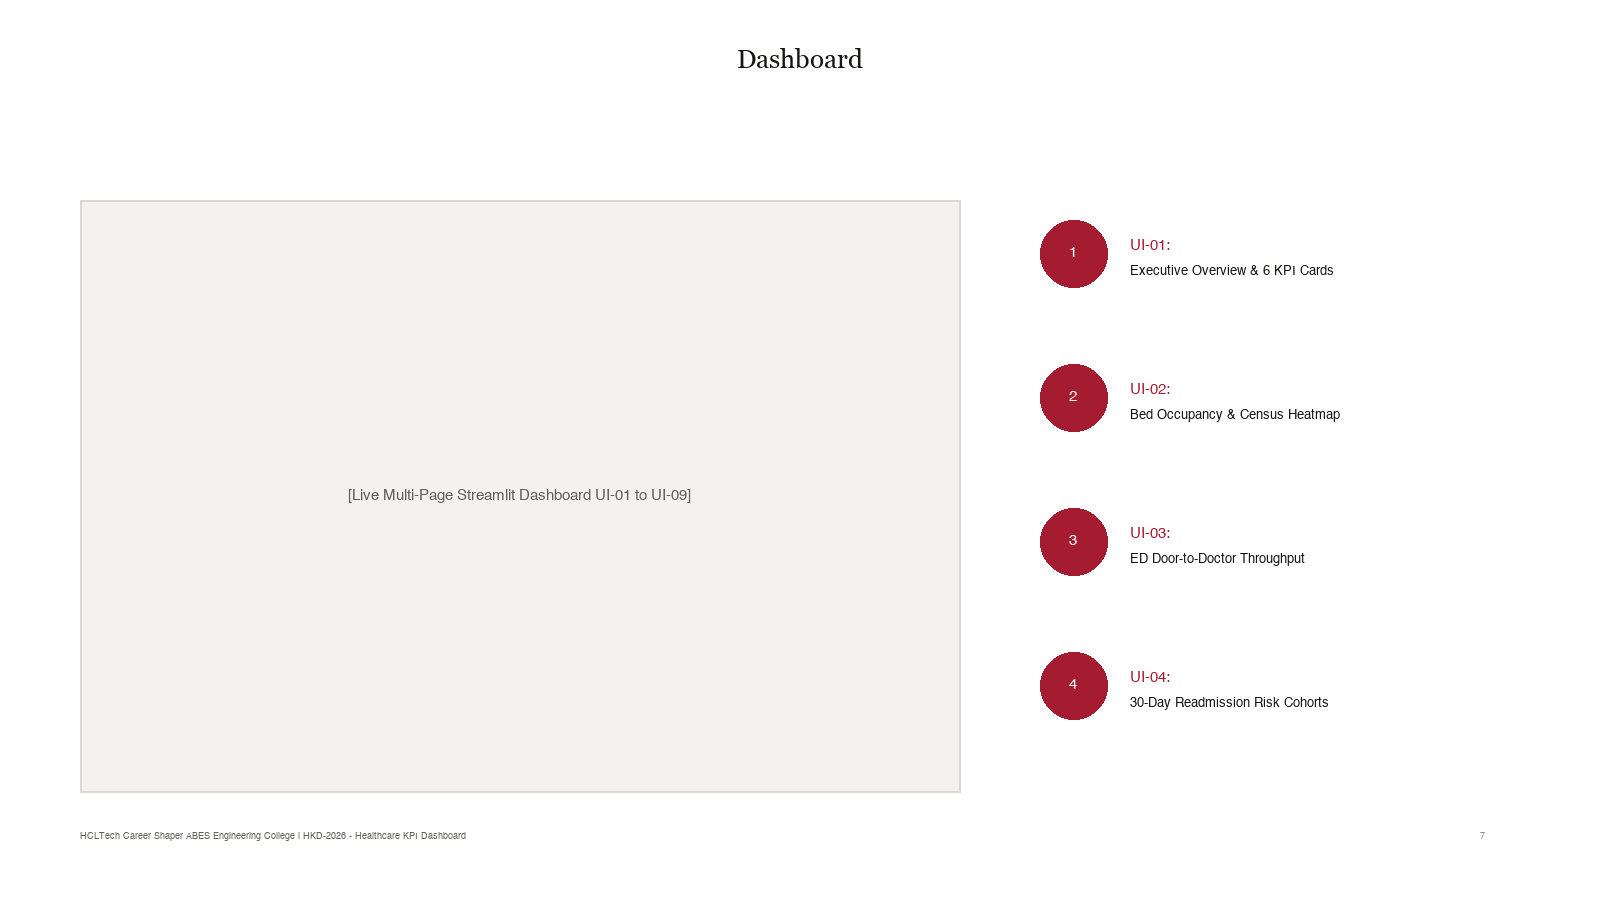 Dashboard
[Live Multi-Page Streamlit Dashboard UI-01 to UI-09]
1
UI-01:
Executive Overview & 6 KPI Cards
2
UI-02:
Bed Occupancy & Census Heatmap
3
UI-03:
ED Door-to-Doctor Throughput
4
UI-04:
30-Day Readmission Risk Cohorts
HCLTech Career Shaper ABES Engineering College | HKD-2026 - Healthcare KPI Dashboard
7